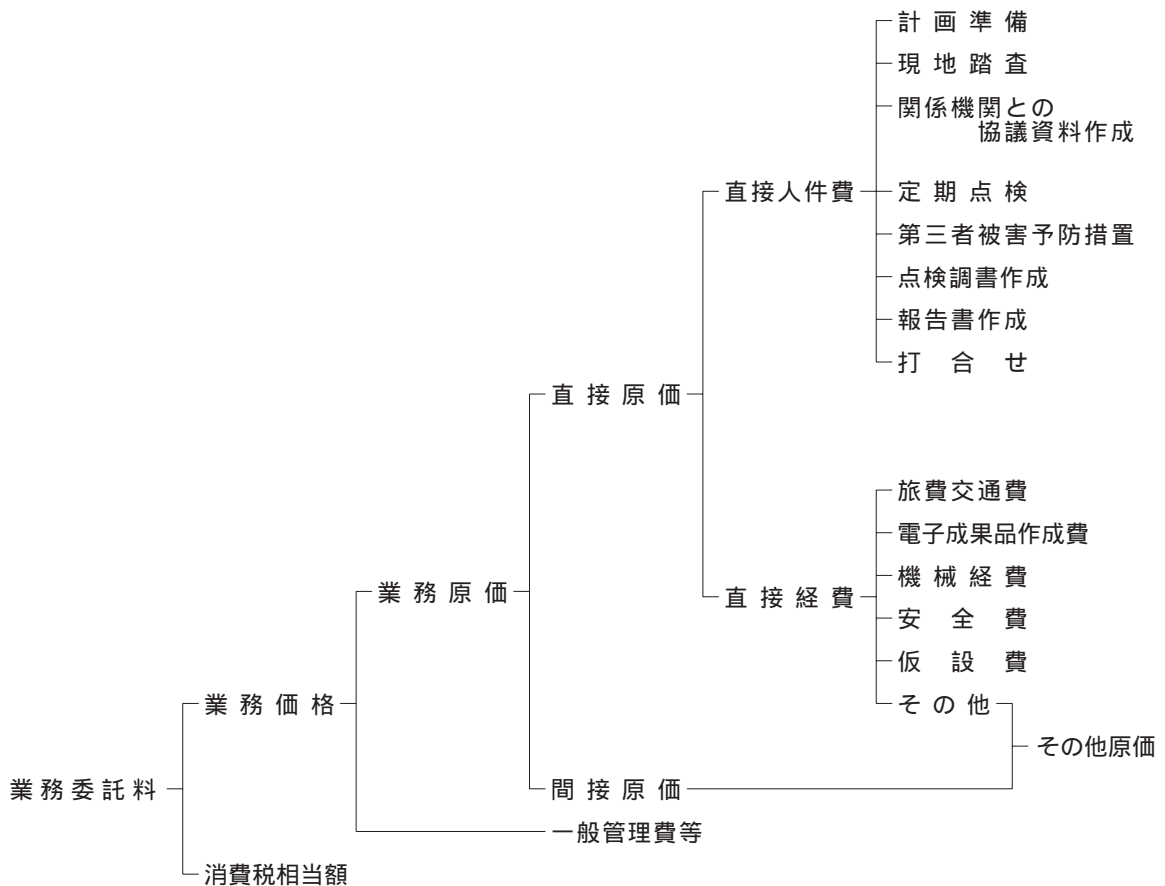 計画準備
現地踏査
関係機関との
協議資料作成
直接人件費
定期点検
第三者被害予防措置
点検調書作成
報告書作成
打合せ
直接原価
旅費交通費
電子成果品作成費
機械経費
業務原価
直接経費
安全費
仮設費
業務価格
その他
その他原価
業務委託料
間接原価
一般管理費等
消費税相当額